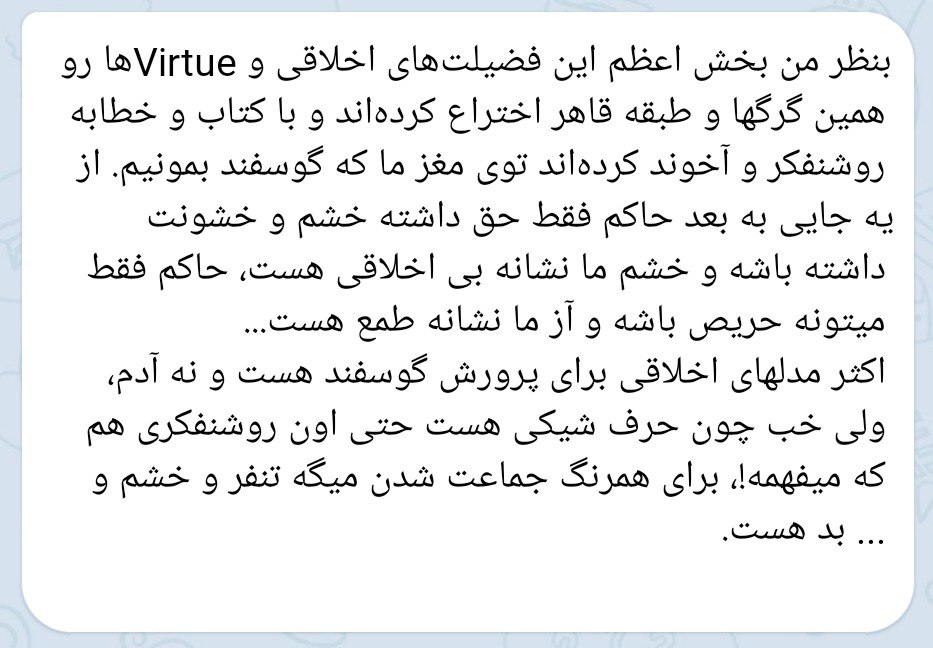 بنظر من بخش اعظم این فضیلت‌های اخلاقی و Virtueها رو
همین گرگها و طبقه قاهر اختراع کرده‌اند و با کتاب و خطابه
روشنفکر و آخوند کرده‌اند توی مغز ما که گوسفند بمونیم. از
یه جایی به بعد حاکم فقط حق داشته خشم و خشونت
داشته باشه و خشم ما نشانه بی اخلاقی هست، حاکم فقط
میتونه حریص باشه و آز ما نشانه طمع هست...
اکثر مدلهای اخلاقی برای پرورش گوسفند هست و نه آدم،
ولی خب چون حرف شیکی هست حتی اون روشنفکری هم
که میفهمه!، برای همرنگ جماعت شدن میگه تنفر و خشم و
... بد هست.